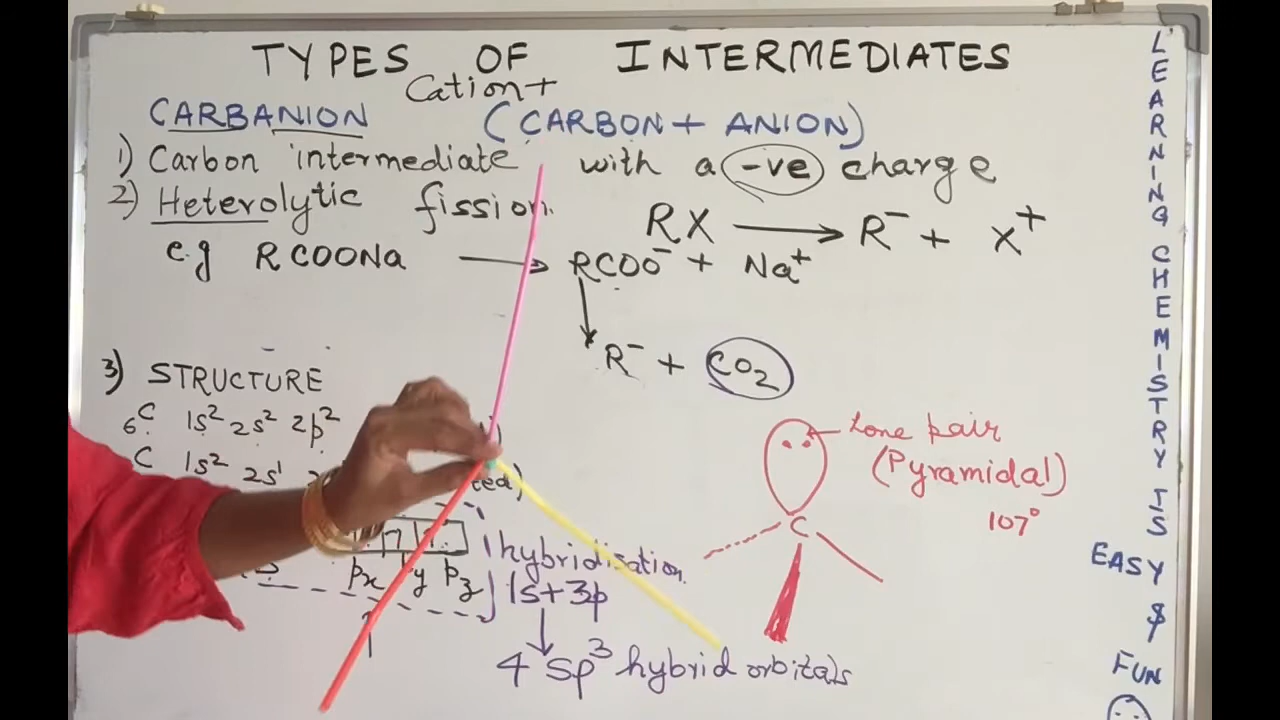 TYPES OF INTERMEDIATES
Cation+
CARBANION (CARBON + ANION)
1) Carbon intermediate with a -ve charge
2) Heterolytic fission
RX → R⁻ + X⁺
e.g RCOONa → RCOO⁻ + Na⁺
R⁻ + CO₂
3) STRUCTURE
₆C 1s² 2s² 2p²
C 1s² 2s¹
px py pz
hybridisation
1s+3p
4 sp³ hybrid orbitals
Lone pair
(Pyramidal)
107°
C
LEARNING CHEMISTRY IS
EASY &
FUN